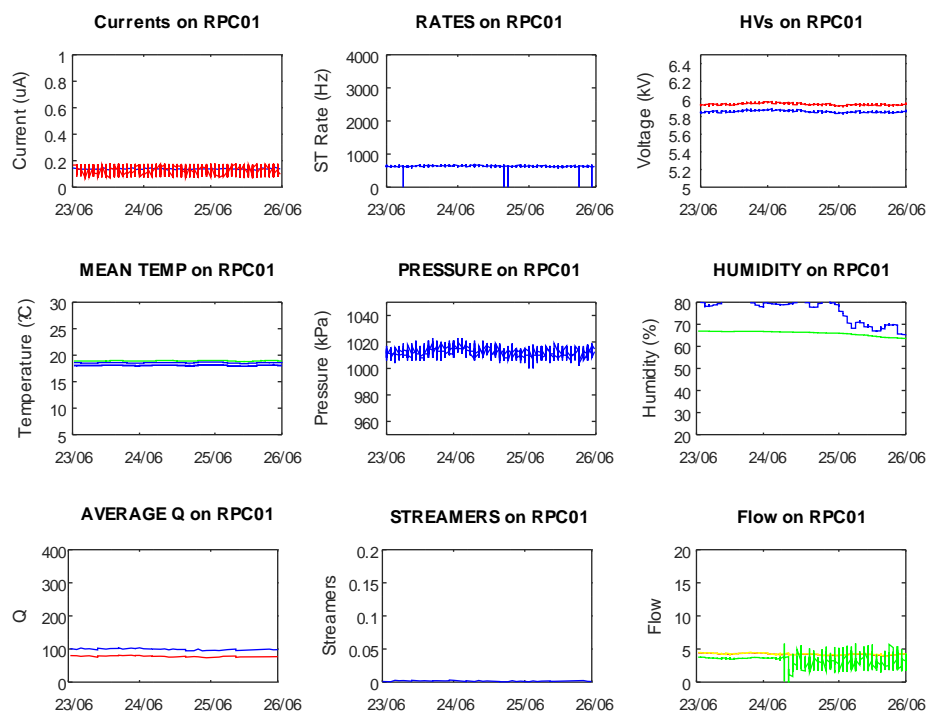 Currents on RPC01
1
0.8
0.6
0.4
0.2
0
Current (uA)
23/06 24/06 25/06 26/06
RATES on RPC01
4000
3000
2000
1000
0
ST Rate (Hz)
23/06 24/06 25/06 26/06
HVs on RPC01
6.4
6.2
6
5.8
5.6
5.4
5.2
5
Voltage (kV)
23/06 24/06 25/06 26/06
MEAN TEMP on RPC01
30
25
20
15
10
5
Temperature (?C)
23/06 24/06 25/06 26/06
PRESSURE on RPC01
1040
1020
1000
980
960
Pressure (kPa)
23/06 24/06 25/06 26/06
HUMIDITY on RPC01
80
70
60
50
40
30
20
Humidity (%)
23/06 24/06 25/06 26/06
AVERAGE Q on RPC01
400
300
200
100
0
Q
23/06 24/06 25/06 26/06
STREAMERS on RPC01
0.2
0.15
0.1
0.05
0
Streamers
23/06 24/06 25/06 26/06
Flow on RPC01
20
15
10
5
0
Flow
23/06 24/06 25/06 26/06